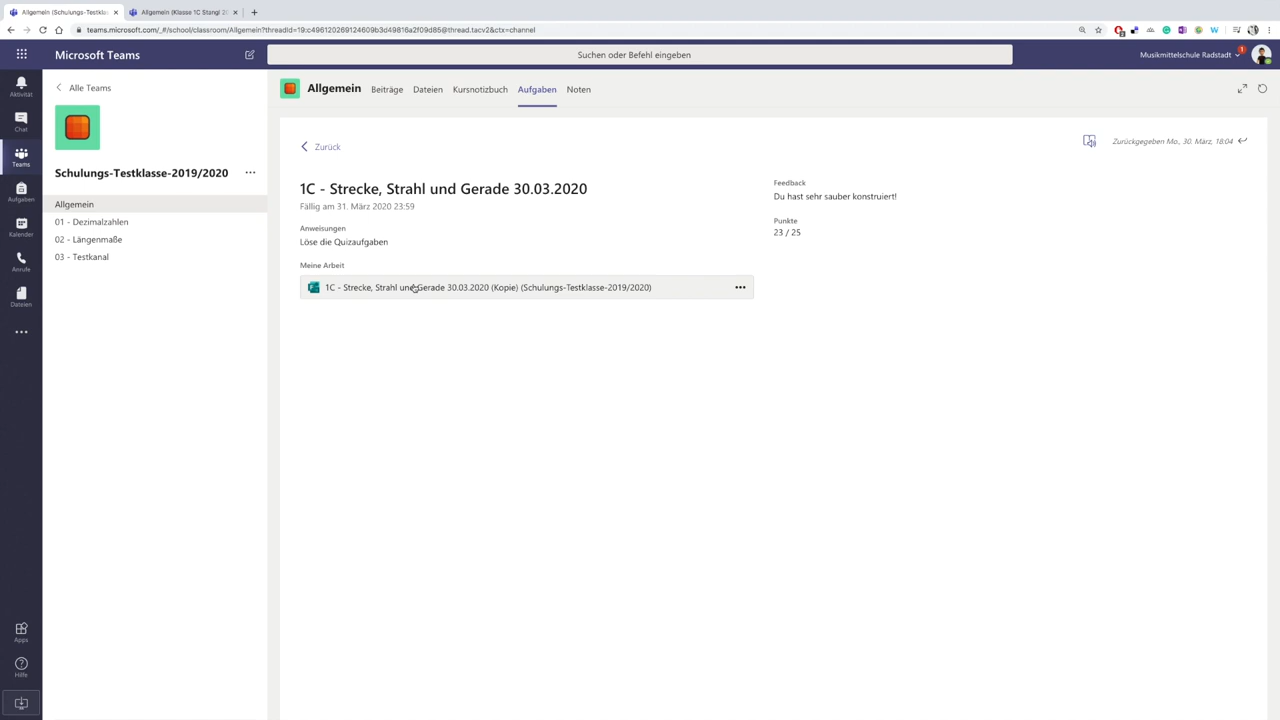 Allgemein (Schulungs-Testkla
Allgemein (Klasse 1C Stangl 2
teams.microsoft.com/_#/school/classroom/Allgemein?threadId=19:c496120269124609b3d49816a2f09d85@thread.tacv2&ctx=channel
Microsoft Teams
Suchen oder Befehl eingeben
Musikmittelschule Radstadt
1
Aktivität
Chat
Teams
Aufgaben
Kalender
Anrufe
Dateien
Apps
Hilfe
Alle Teams
Schulungs-Testklasse-2019/2020
Allgemein
01 - Dezimalzahlen
02 - Längenmaße
03 - Testkanal
Allgemein Beiträge Dateien Kursnotizbuch Aufgaben Noten
Zurück
Zurückgegeben Mo., 30. März, 18:04
1C - Strecke, Strahl und Gerade 30.03.2020
Fällig am 31. März 2020 23:59
Anweisungen
Löse die Quizaufgaben
Meine Arbeit
1C - Strecke, Strahl und Gerade 30.03.2020 (Kopie) (Schulungs-Testklasse-2019/2020)
Feedback
Du hast sehr sauber konstruiert!
Punkte
23 / 25